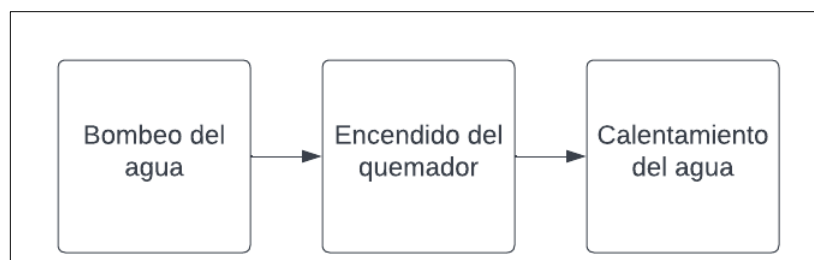 Bombeo del
agua
Encendido del
quemador
Calentamiento
del agua